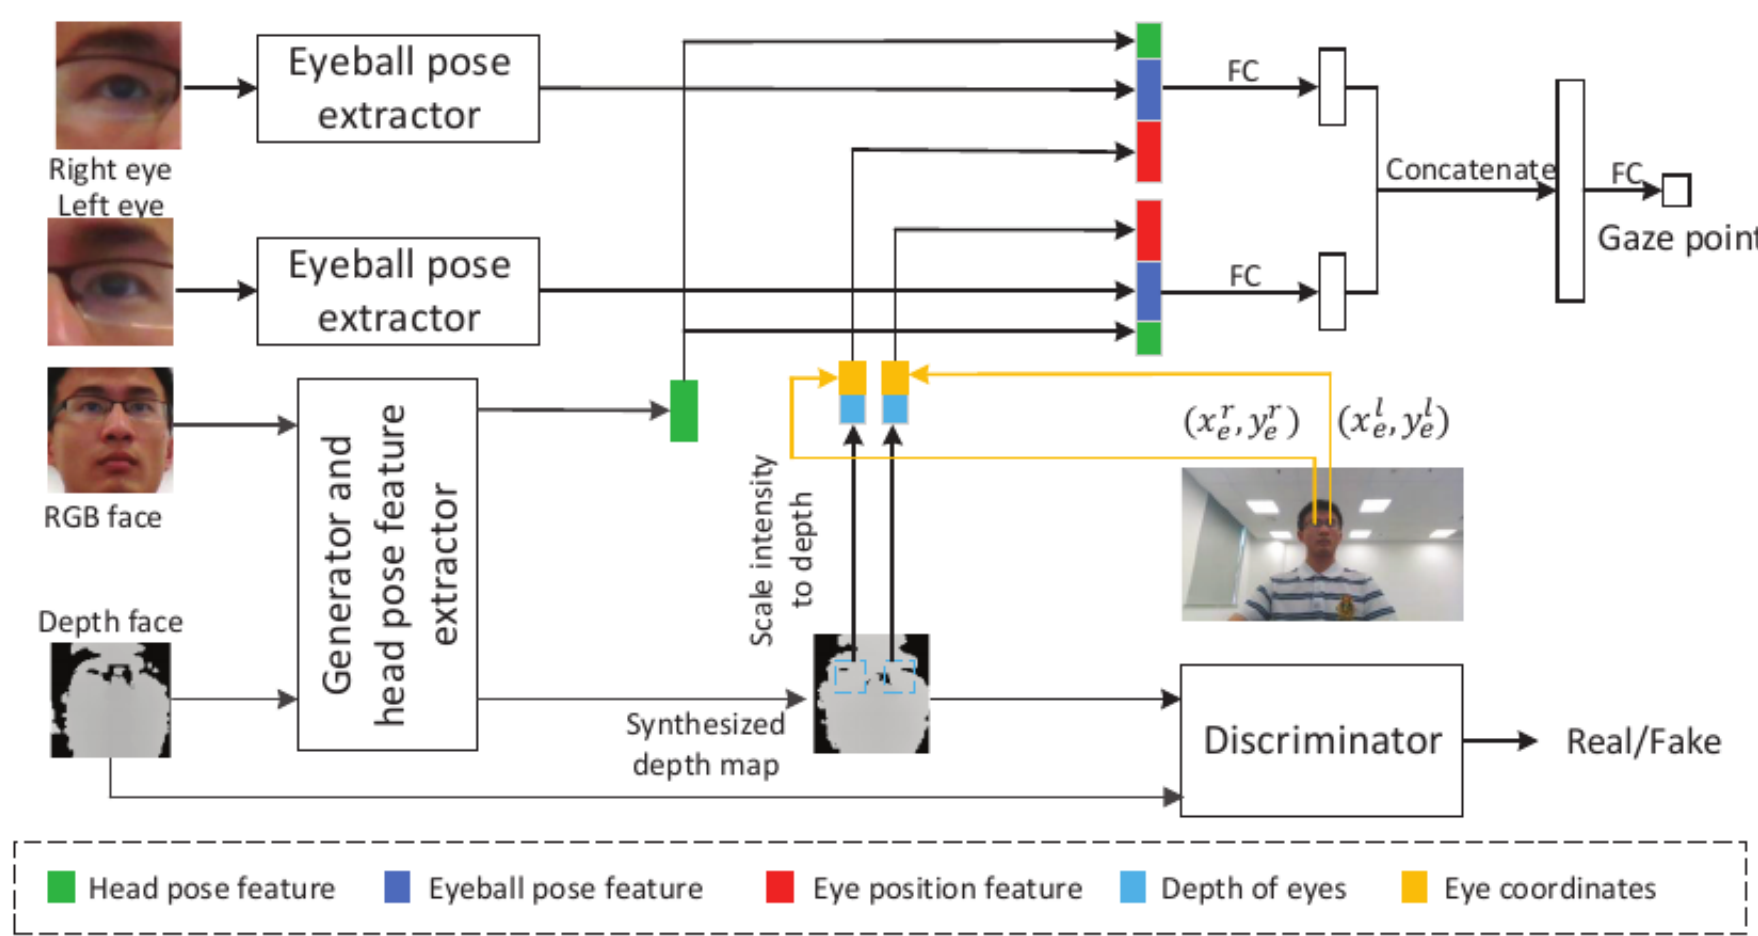 Eyeball pose
extractor
Right eye
Left eye
Eyeball pose
extractor
RGB face
Depth face
Generator and
head pose feature
extractor
Synthesized
depth map
Scale intensity
to depth
FC
FC
Concatenate
FC
Gaze point
(x_e^r, y_e^r) (x_e^l, y_e^l)
Discriminator
Real/Fake
Head pose feature
Eyeball pose feature
Eye position feature
Depth of eyes
Eye coordinates